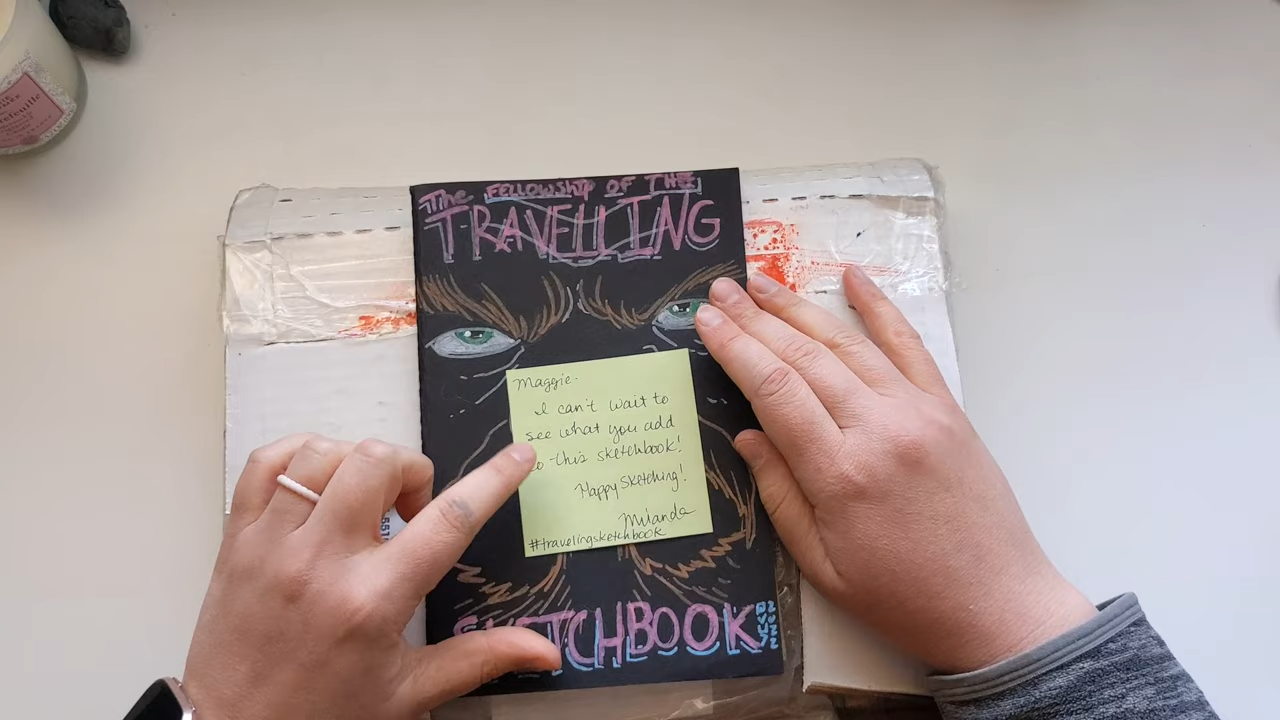 The FELLOWSHIP OF THE
TRAVELLING
Maggie-
I can't wait to
see what you add
to this sketchbook!
Happy Sketching!
#travelingsketchbook
SKETCHBOOK